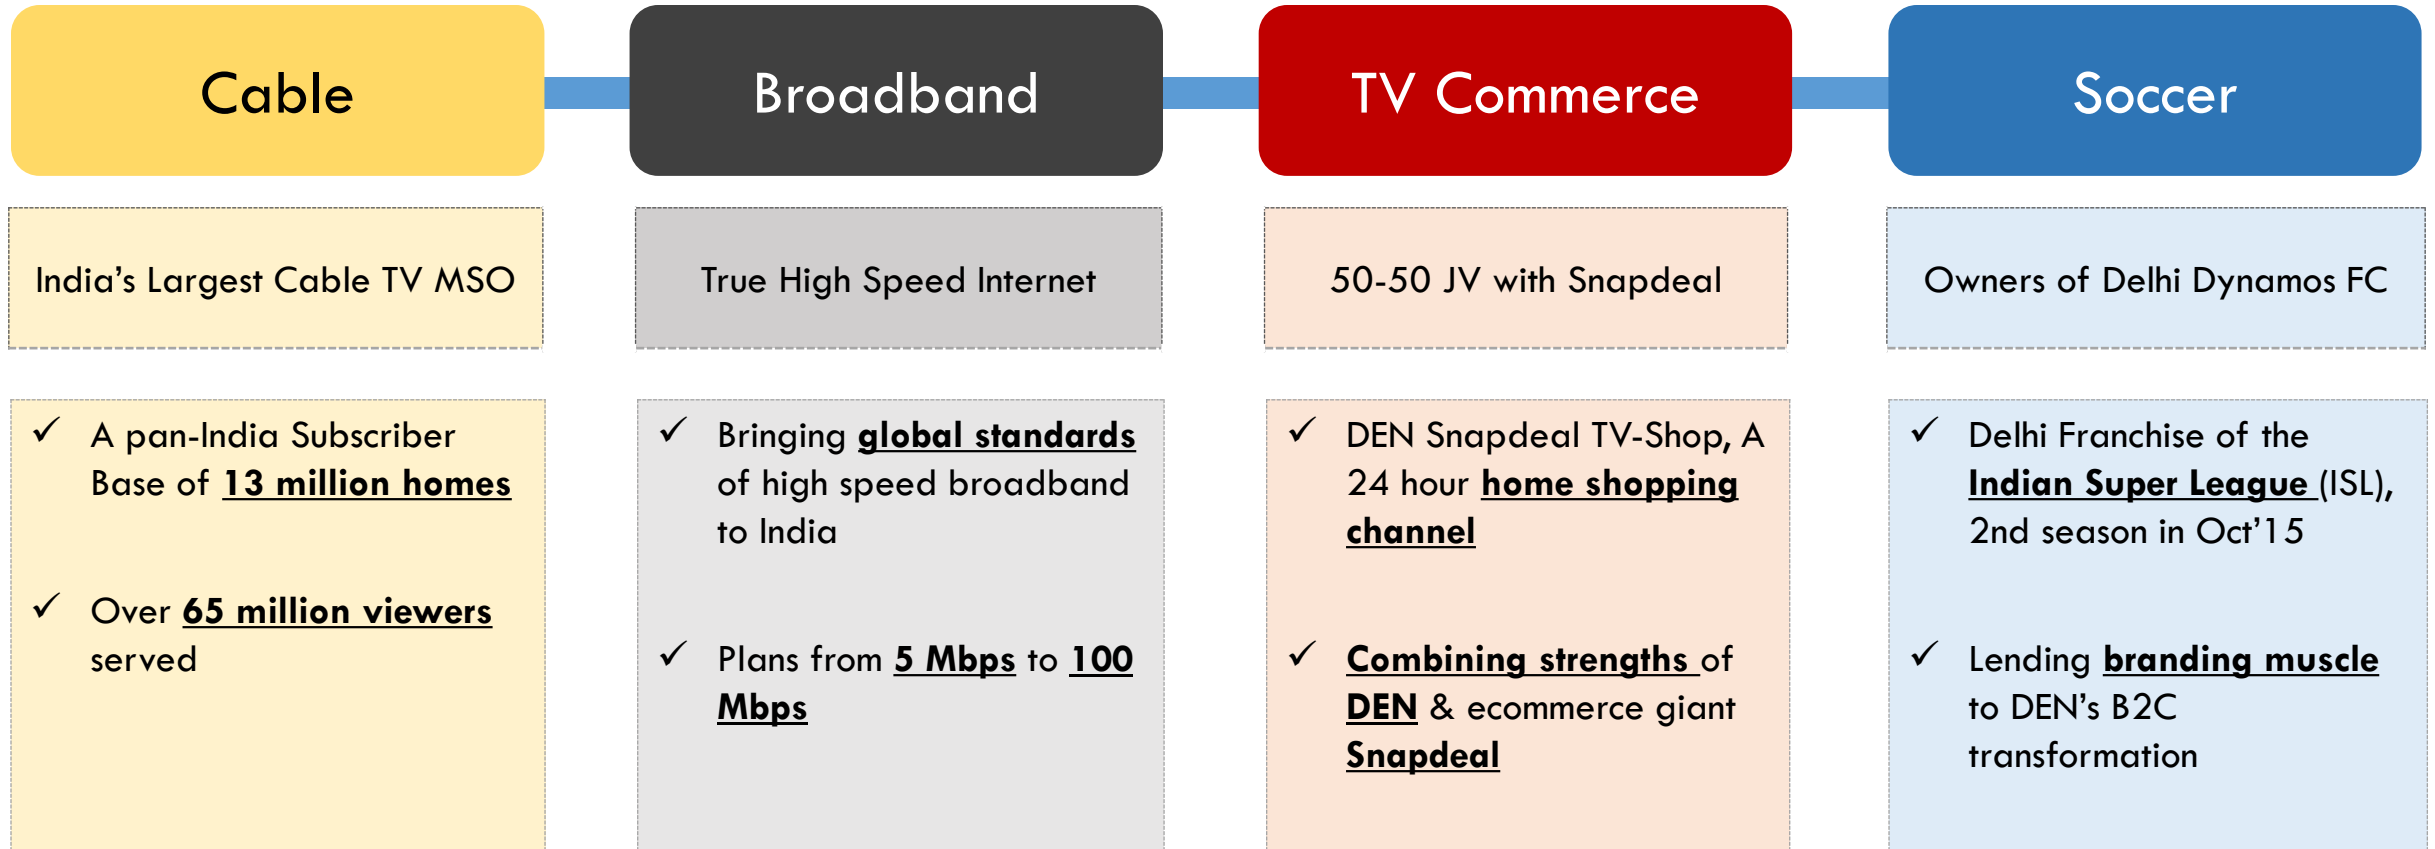 Cable
Broadband
TV Commerce
Soccer
India’s Largest Cable TV MSO
True High Speed Internet
50-50 JV with Snapdeal
Owners of Delhi Dynamos FC
✓ A pan-India Subscriber
Base of 13 million homes
✓ Over 65 million viewers
served
✓ Bringing global standards
of high speed broadband
to India
✓ Plans from 5 Mbps to 100
Mbps
✓ DEN Snapdeal TV-Shop, A
24 hour home shopping
channel
✓ Combining strengths of
DEN & ecommerce giant
Snapdeal
✓ Delhi Franchise of the
Indian Super League (ISL),
2nd season in Oct’15
✓ Lending branding muscle
to DEN’s B2C
transformation